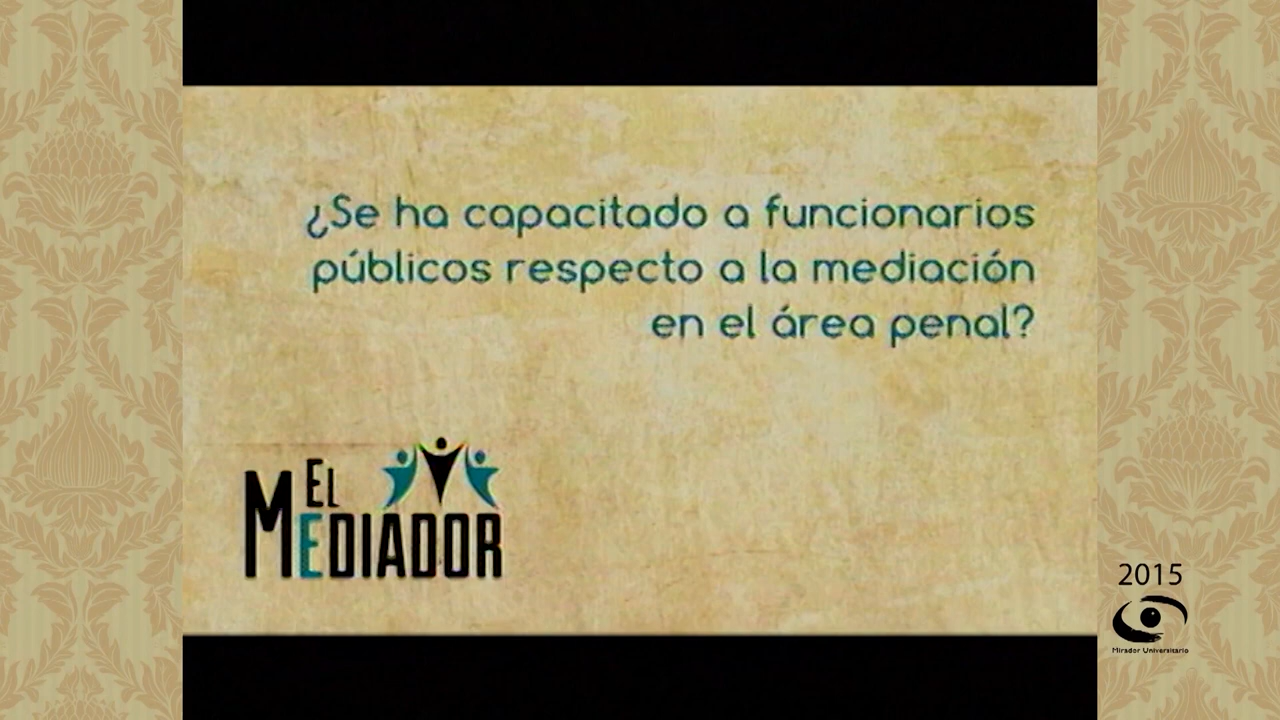 ¿Se ha capacitado a funcionarios
públicos respecto a la mediación
en el área penal?
EL
MEDIADOR
2015
Mirador Universitario